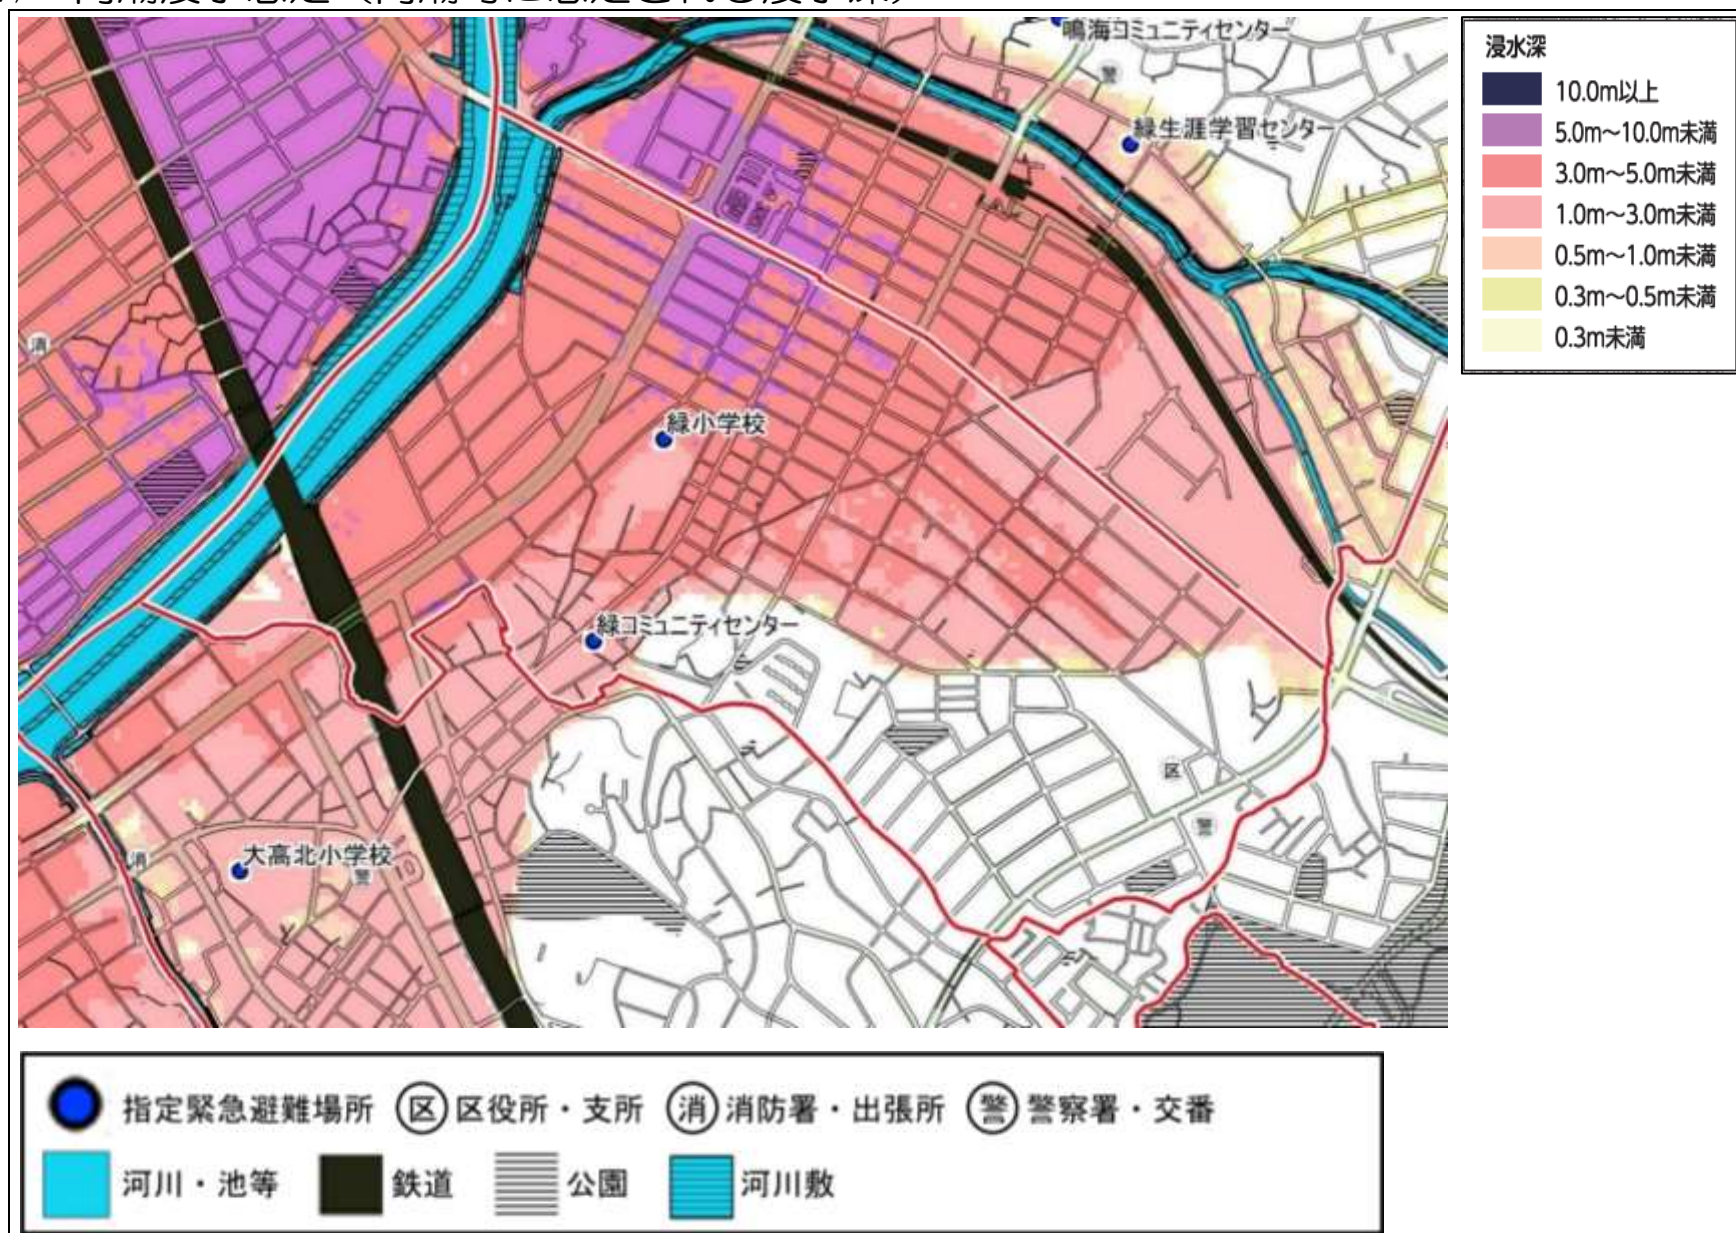 鳴海コミュニティセンター
警
緑生涯学習センター
消
緑小学校
緑コミュニティセンター
区
警
消
大高北小学校
警
浸水深
10.0m以上
5.0m～10.0m未満
3.0m～5.0m未満
1.0m～3.0m未満
0.5m～1.0m未満
0.3m～0.5m未満
0.3m未満
指定緊急避難場所 区 区役所・支所 消 消防署・出張所 警 警察署・交番
河川・池等 鉄道 公園 河川敷